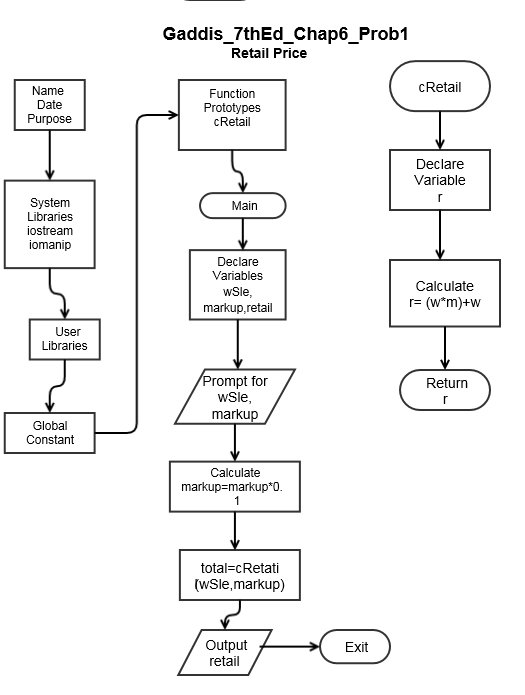 Gaddis_7thEd_Chap6_Prob1
Retail Price
Name
Date
Purpose
System
Libraries
iostream
iomanip
User
Libraries
Global
Constant
Function
Prototypes
cRetail
Main
Declare
Variables
wSle,
markup,retail
Prompt for
wSle,
markup
Calculate
markup=markup*0.
1
total=cRetati
(wSle,markup)
Output
retail
Exit
cRetail
Declare
Variable
r
Calculate
r= (w*m)+w
Return
r